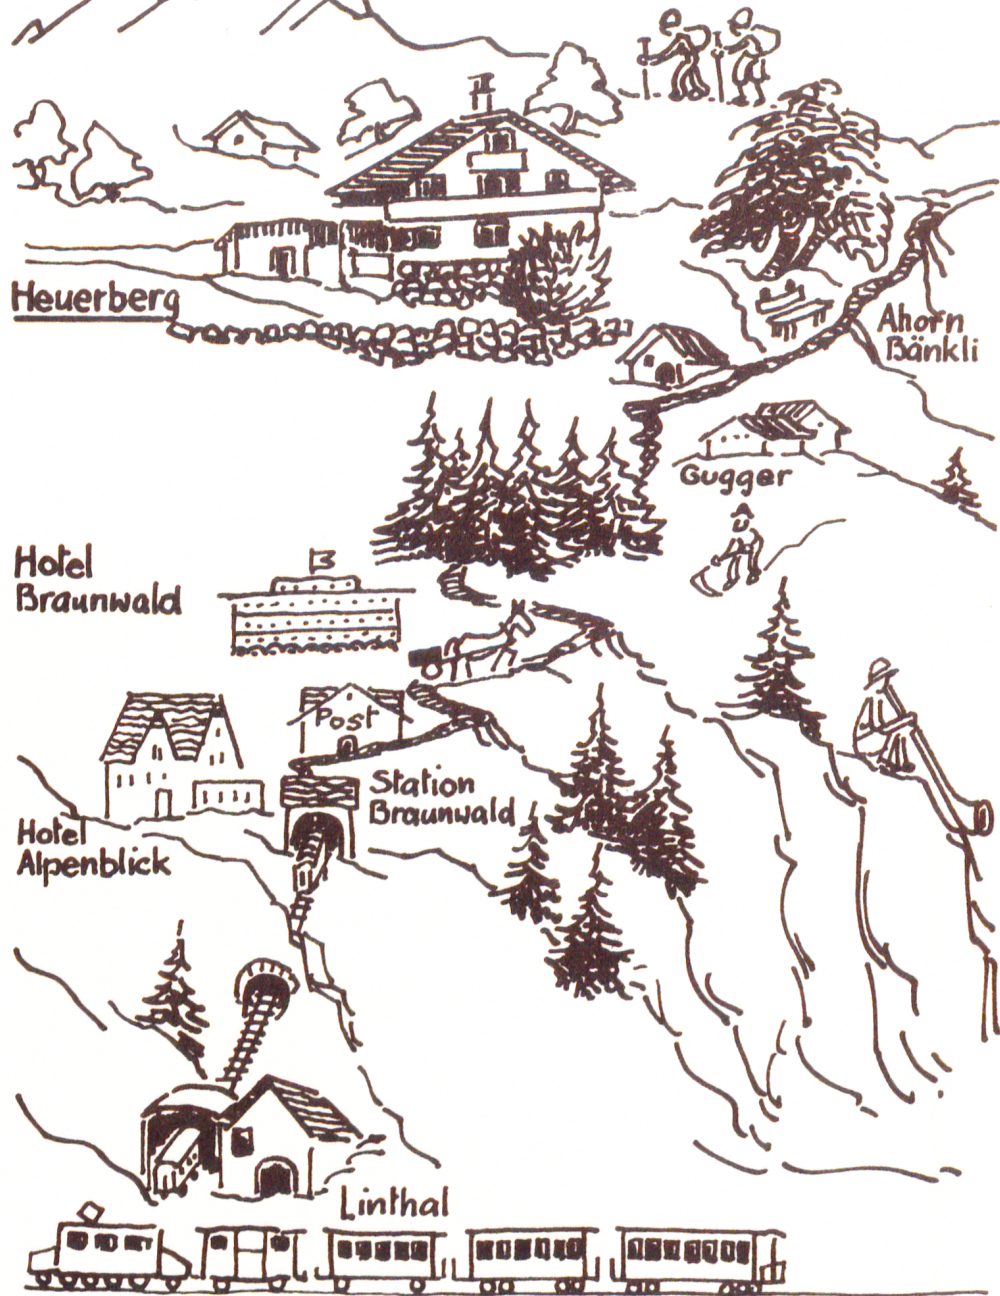 Heuerberg
Ahorn
Bänkli
Gugger
Hotel
Braunwald
B
Post
Station
Braunwald
Hotel
Alpenblick
Linthal